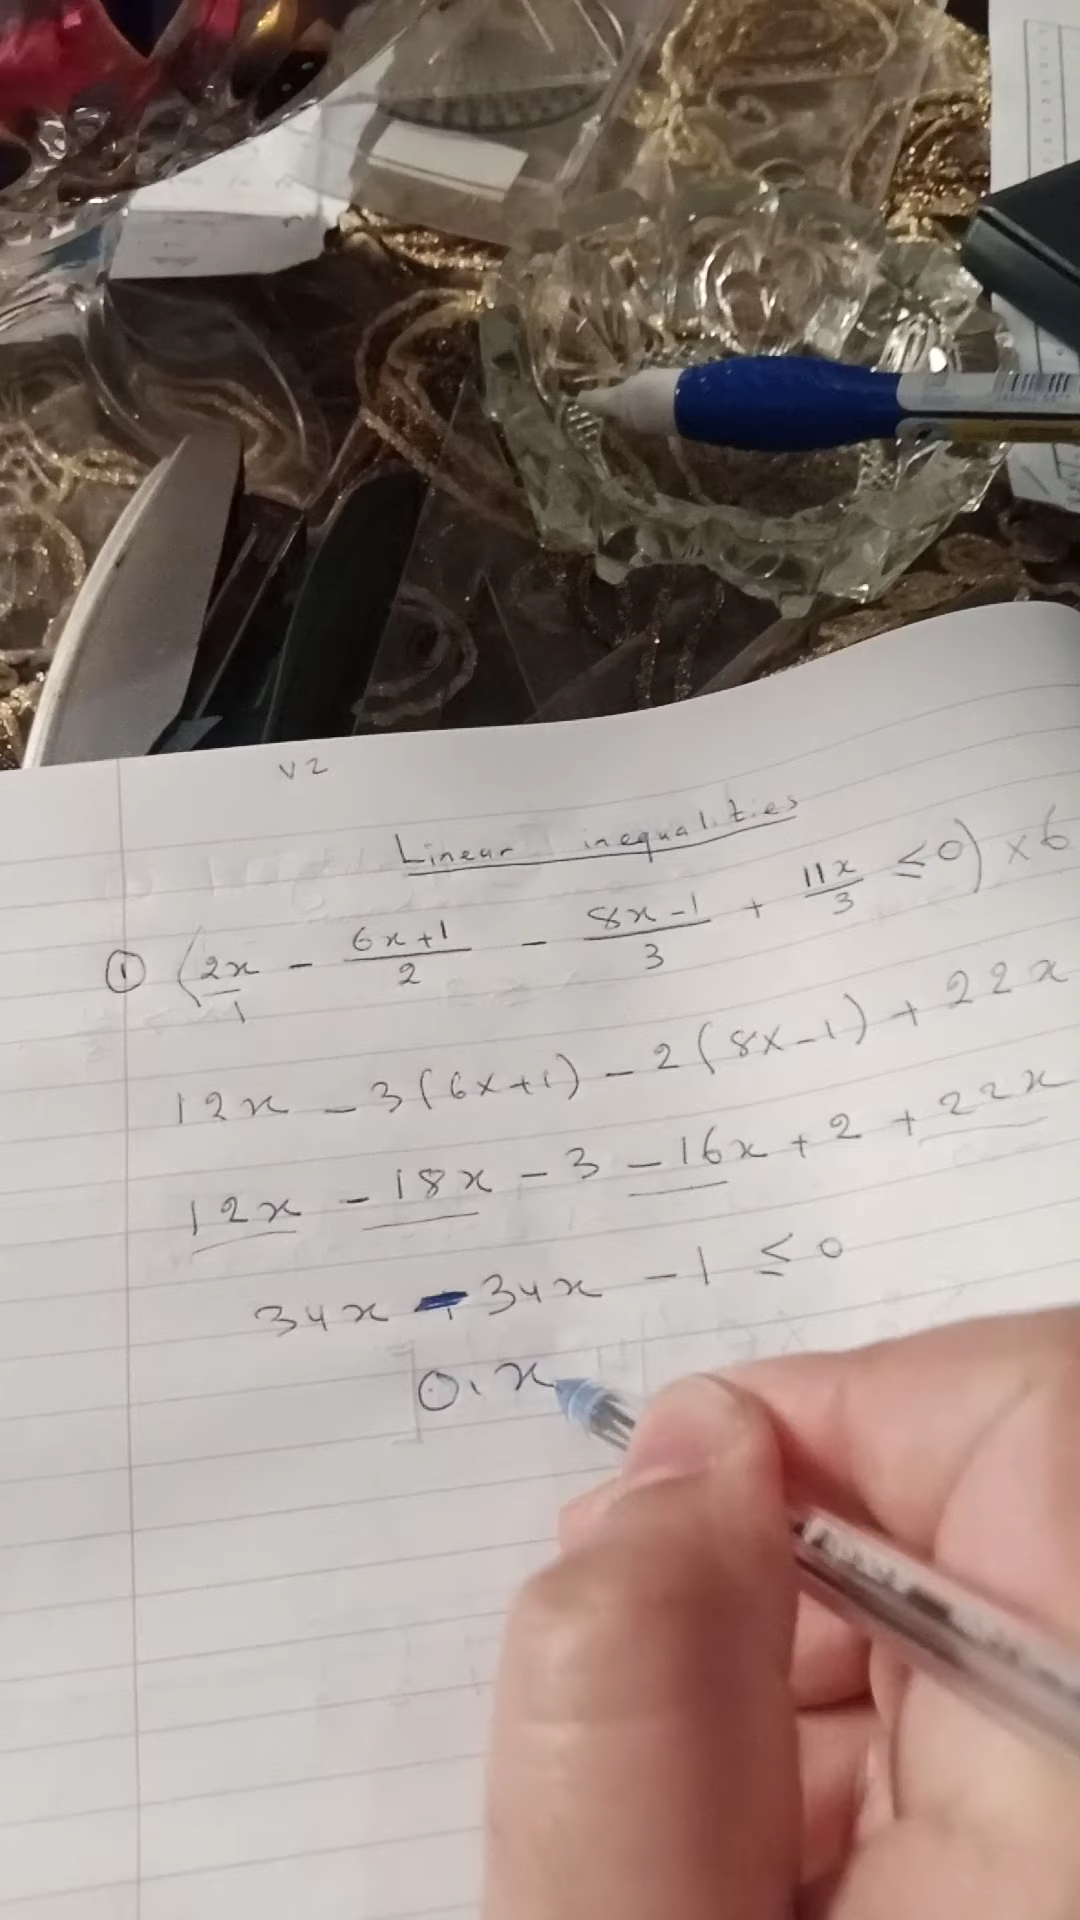 V2
Linear inequalities
① (2x/1 - 6x+1/2 - 8x-1/3 + 11x/3 ≤ 0) × 6
12x - 3(6x+1) - 2(8x-1) + 22x
12x - 18x - 3 - 16x + 2 + 22x
34x - 34x - 1 ≤ 0
0.x